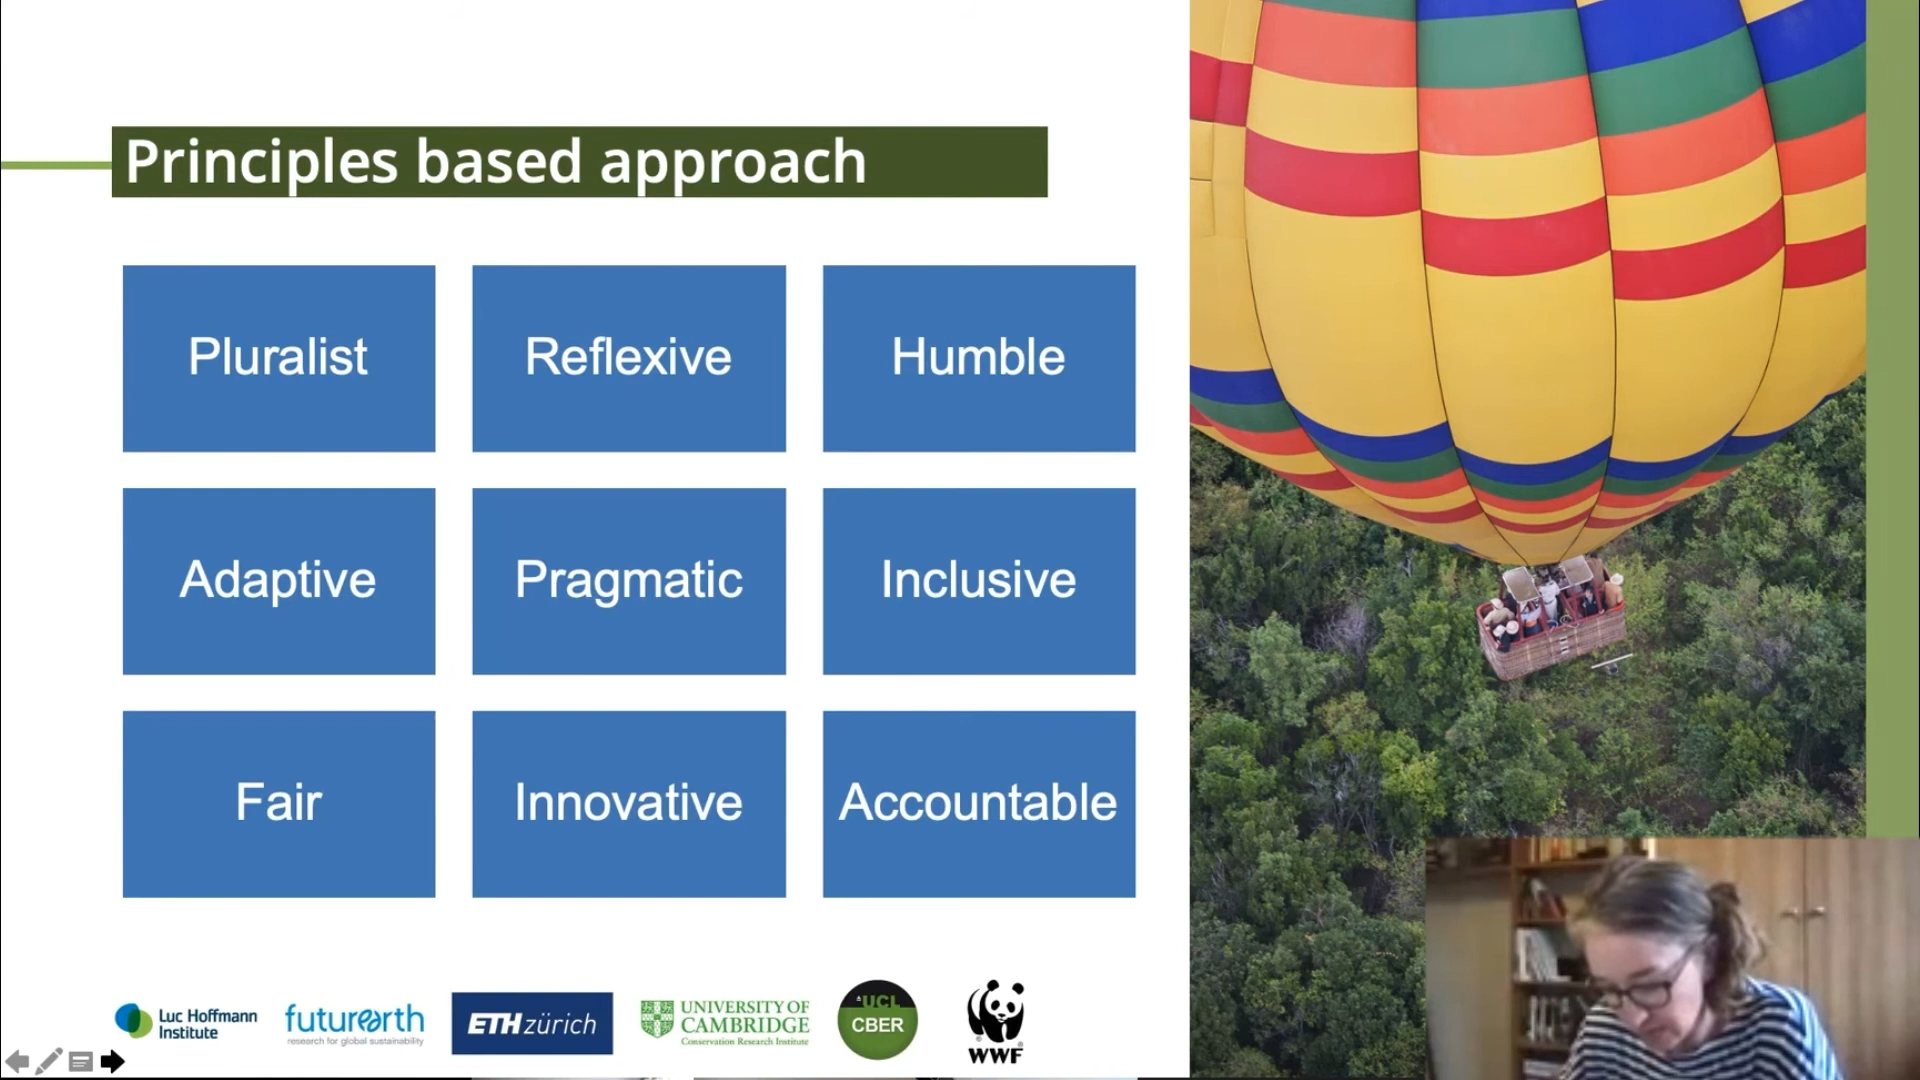 Principles based approach
Pluralist
Reflexive
Humble
Adaptive
Pragmatic
Inclusive
Fair
Innovative
Accountable
Luc Hoffmann
Institute
futurearth
research for global sustainability
ETH zürich
UNIVERSITY OF
CAMBRIDGE
Conservation Research Institute
UCL
CBER
WWF